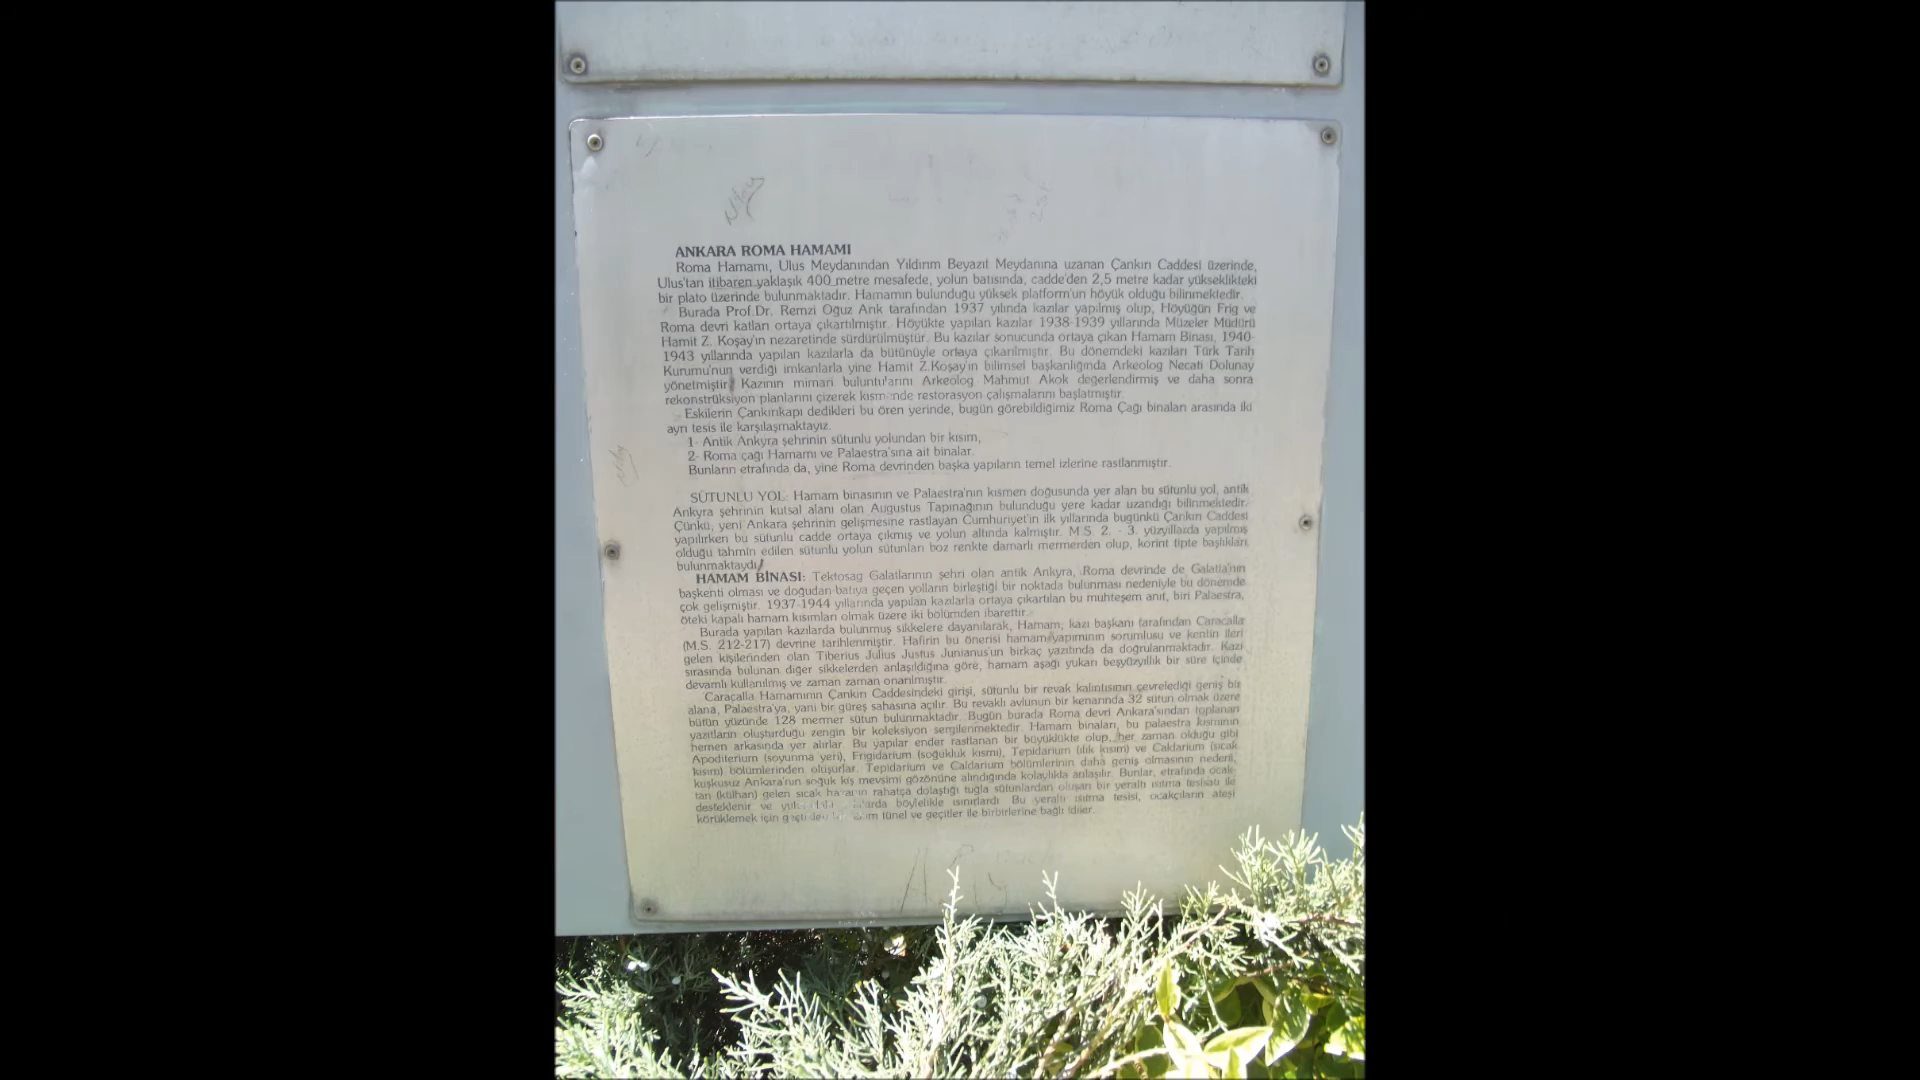 ANKARA ROMA HAMAMI
Roma Hamamı, Ulus Meydanından Yıldırım Beyazıt Meydanına uzanan Çankırı Caddesi üzerinde,
Ulus'tan itibaren yaklaşık 400 metre mesafede, yolun batısında, cadde'den 2,5 metre kadar yükseklikteki
bir plato üzerinde bulunmaktadır. Hamamın bulunduğu yüksek platform'un höyük olduğu bilinmektedir.
Burada Prof.Dr. Remzi Oguz Arık tarafından 1937 yılında kazılar yapılmış olup, Höyüğün Frig ve
Roma devri katları ortaya çıkartılmıştır. Höyükte yapılan kazılar 1938-1939 yıllarında Müzeler Müdürü
Hamit Z. Koşay'ın nezaretinde sürdürülmüştür. Bu kazılar sonucunda ortaya çıkan Hamam Binası, 1940-
1943 yıllarında yapılan kazılarla da bütünüyle ortaya çıkarılmıştır. Bu dönemdeki kazıları Türk Tarih
Kurumu'nun verdiği imkanlarla yine Hamit Z.Koşay'ın bilimsel başkanlığında Arkeolog Necati Dolunay
yönetmiştir. Kazının mimari buluntularını Arkeolog Mahmut Akok değerlendirmiş ve daha sonra
rekonstrüksiyon planlarını çizerek kısmende restorasyon çalışmalarını başlatmıştır.
Eskilerin Çankırıkapı dedikleri bu ören yerinde, bugün görebildiğimiz Roma Çağı binaları arasında iki
ayrı tesis ile karşılaşmaktayız.
1- Antik Ankyra şehrinin sütunlu yolundan bir kısım,
2- Roma çağı Hamamı ve Palaestra'sına ait binalar.
Bunların etrafında da, yine Roma devrinden başka yapıların temel izlerine rastlanmıştır.
SÜTUNLU YOL: Hamam binasının ve Palaestra'nın kısmen doğusunda yer alan bu sütunlu yol, antik
Ankyra şehrinin kutsal alanı olan Augustus Tapınağının bulunduğu yere kadar uzandığı bilinmektedir.
Çünkü, yeni Ankara şehrinin gelişmesine rastlayan Cumhuriyet'in ilk yıllarında bugünkü Çankırı Caddesi
yapılırken bu sütunlu cadde ortaya çıkmış ve yolun altında kalmıştır. M.S. 2. - 3. yüzyıllarda yapılmış
olduğu tahmin edilen sütunlu yolun sütunları boz renkte damarlı mermerden olup, korint tipte başlıkları
bulunmaktaydı
HAMAM BİNASI: Tektosag Galatlarının şehri olan antik Ankyra, Roma devrinde de Galatia'nın
başkenti olması ve doğudan batıya geçen yolların birleştiği bir noktada bulunması nedeniyle bu dönemde
çok gelişmiştir. 1937-1944 yıllarında yapılan kazılarla ortaya çıkartılan bu muhteşem anıt, biri Palaestra,
öteki kapalı hamam kısımları olmak üzere iki bölümden ibarettir.
Burada yapılan kazılarda bulunmuş sikkelere dayanılarak, Hamam; kazı başkanı tarafından Caracalla
(M.S. 212-217) devrine tarihlenmiştir. Hafirin bu önerisi hamam yapımının sorumlusu ve kentin ileri
gelen kişilerinden olan Tiberius Julius Justus Junianus'un birkaç yazıtında da doğrulanmaktadır. Kazı
sırasında bulunan diğer sikkelerden anlaşıldığına göre, hamam aşağı yukarı beşyüzyıllık bir süre içinde
devamlı kullanılmış ve zaman zaman onarılmıştır.
Caracalla Hamamının Çankırı Caddesindeki girişi, sütunlu bir revak kalıntısının çevrelediği geniş bir
alana, Palaestra'ya, yani bir güreş sahasına açılır. Bu revaklı avlunun bir kenarında 32 sütun olmak üzere
bütün yüzünde 128 mermer sütun bulunmaktadır. Bugün burada Roma devri Ankara'sından toplanan
yazıtların oluşturduğu zengin bir koleksiyon sergilenmektedir. Hamam binaları, bu palaestra kısmının
hemen arkasında yer alırlar. Bu yapılar ender rastlanan bir büyüklükte olup, her zaman olduğu gibi
Apoditerium (soyunma yeri), Frigidarium (soğukluk kısmı), Tepidarium (ılık kısım) ve Caldarium (sıcak
kısım) bölümlerinden oluşurlar. Tepidarium ve Caldarium bölümlerinin daha geniş olmasının nedeni,
kuşkusuz Ankara'nın soğuk kış mevsimi gözönüne alındığında kolaylıkla anlaşılır. Bunlar, etrafında ocak-
tan (külhan) gelen sıcak havanın rahatça dolaştığı tuğla sütunlardan oluşan bir yeraltı ısıtma tesisatı ile
desteklenir ve böylelikle ısınırlardı Bu yeraltı ısıtma tesisi, ocakçıların ateşi
körüklemek için tünel ve geçitler ile birbirlerine bağlı idiler.